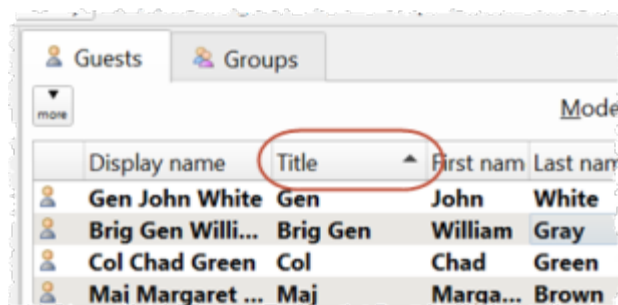 Guests Groups
more Mode
Display name Title First nam Last nam
Gen John White Gen John White
Brig Gen Willi... Brig Gen William Gray
Col Chad Green Col Chad Green
Maj Margaret ... Maj Marga... Brown